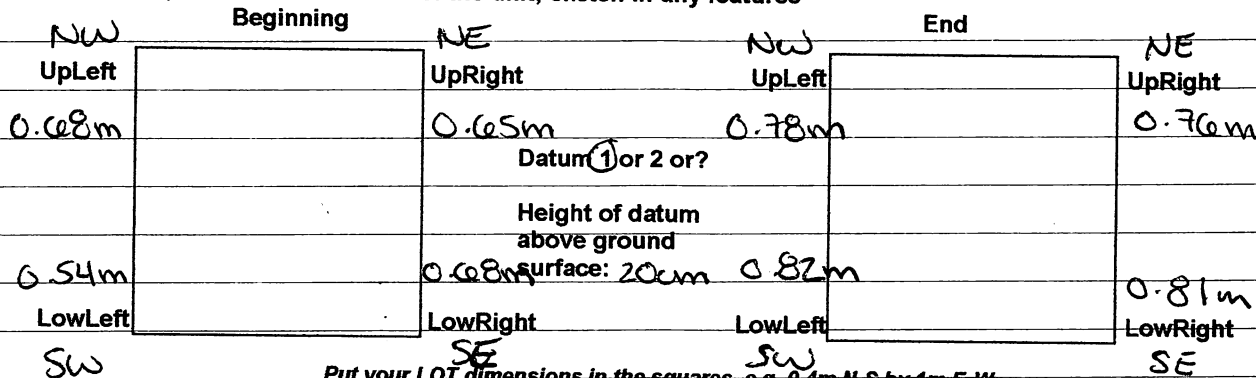 Beginning End
NW NE NW NE
UpLeft UpRight UpLeft UpRight
0.68m 0.65m 0.78m 0.76m
Datum 1 or 2 or?
Height of datum
above ground
0.54m 0.68m surface: 20cm 0.82m 0.81m
LowLeft LowRight LowLeft LowRight
SW SE SW SE
Put your LOT dimensions in the squares, e.g. 0.4m N-S by 1m E-W